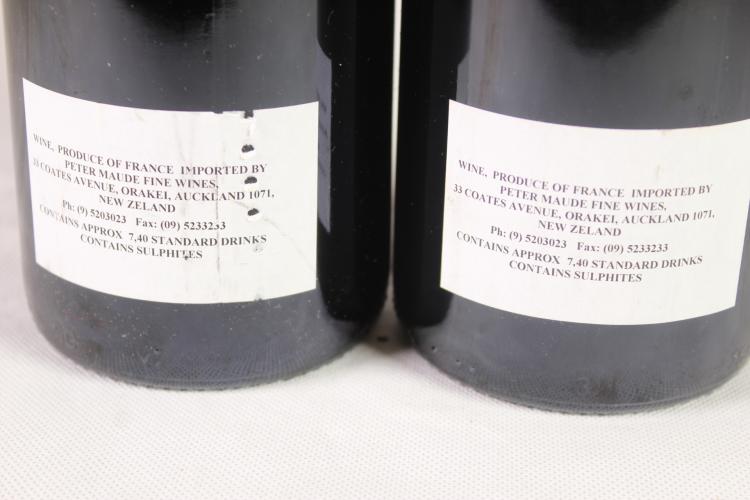 WINE, PRODUCE OF FRANCE IMPORTED BY
PETER MAUDE FINE WINES,
33 COATES AVENUE, ORAKEI, AUCKLAND 1071,
NEW ZELAND
Ph: (9) 5203023 Fax: (09) 5233233
CONTAINS APPROX 7,40 STANDARD DRINKS
CONTAINS SULPHITES
WINE, PRODUCE OF FRANCE IMPORTED BY
PETER MAUDE FINE WINES,
33 COATES AVENUE, ORAKEI, AUCKLAND 1071,
NEW ZELAND
Ph: (9) 5203023 Fax: (09) 5233233
CONTAINS APPROX 7,40 STANDARD DRINKS
CONTAINS SULPHITES